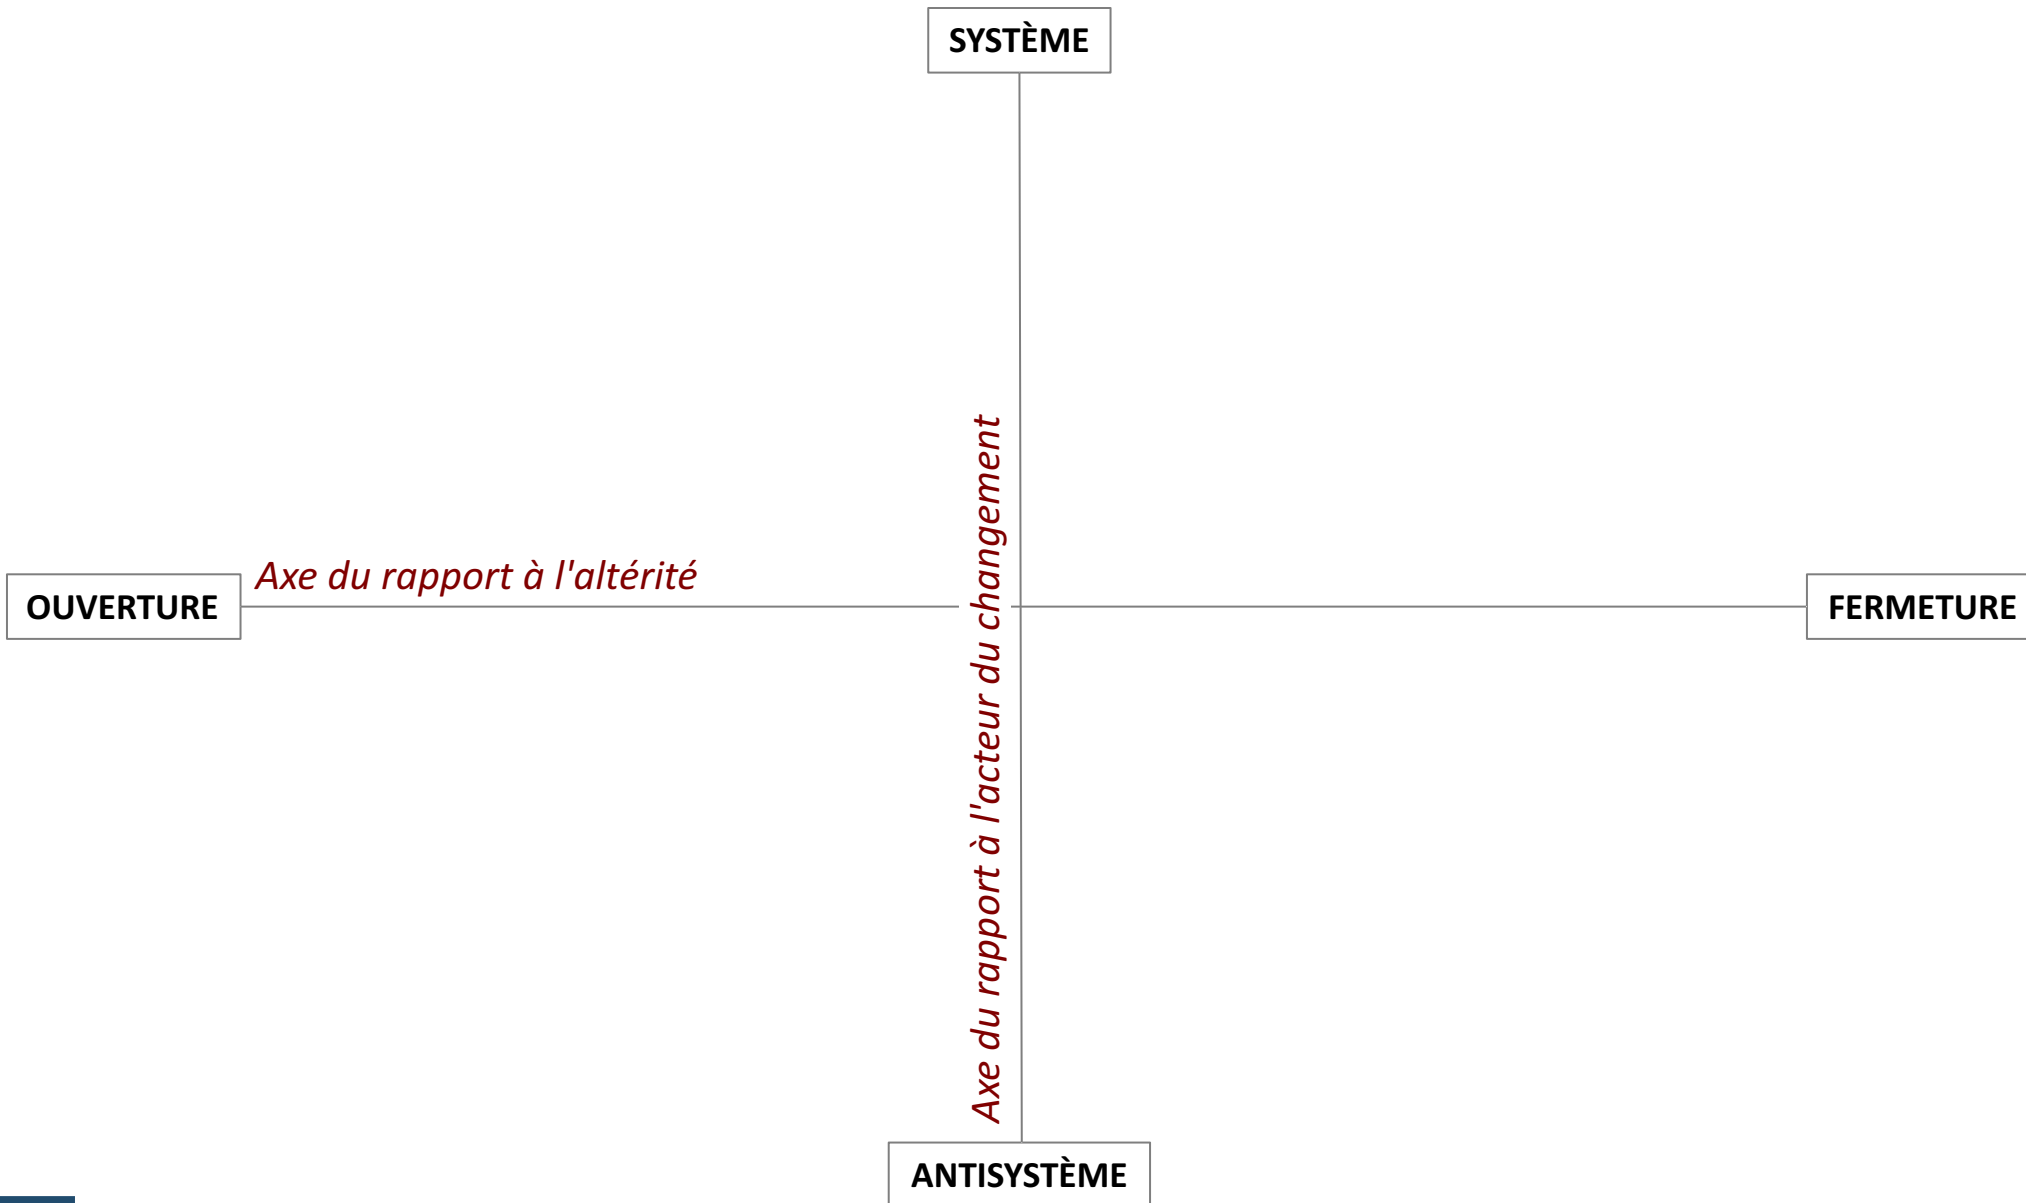 SYSTÈME
Axe du rapport à l'acteur du changement
Axe du rapport à l'altérité
OUVERTURE
FERMETURE
ANTISYSTÈME